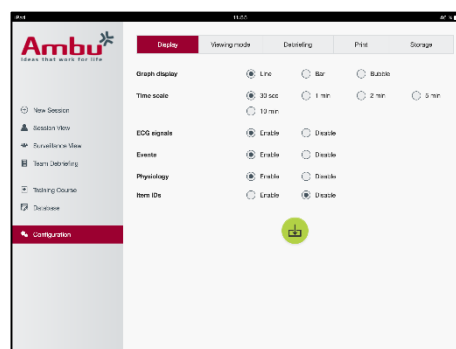 iPad 11:55
Ambu
Ideas that work for life
Display Viewing mode Debriefing Print Storage
Graph display Line Bar Bubble
Time scale 30 sec 1 min 2 min 5 min
10 min
New Session
ECG signals Enable Disable
Session View
Surveillance View
Events Enable Disable
Team Debriefing
Physiology Enable Disable
Training Course
Item IDs Enable Disable
Database
Configuration